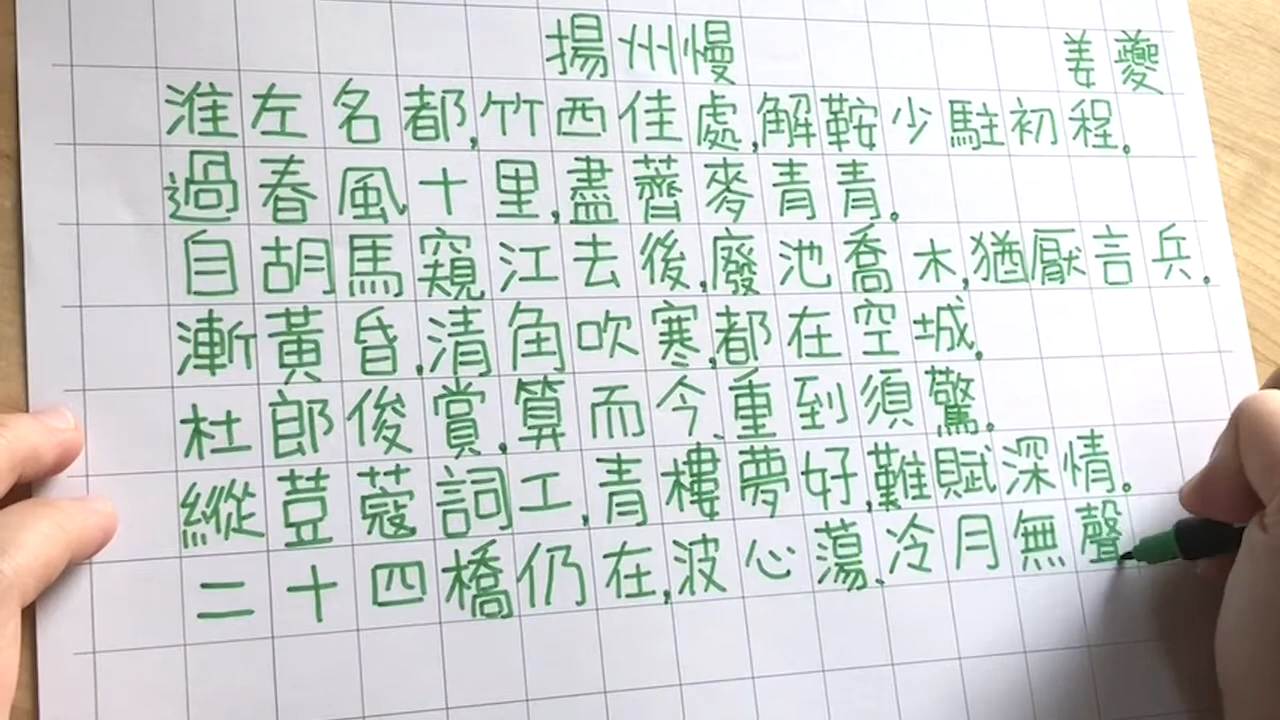 揚州慢 姜夔
淮左名都,竹西佳處,解鞍少駐初程。
過春風十里,盡薺麥青青。
自胡馬窺江去後,廢池喬木,猶厭言兵。
漸黃昏,清角吹寒,都在空城。
杜郎俊賞,算而今、重到須驚。
縱荳蔻詞工,青樓夢好,難賦深情。
二十四橋仍在,波心蕩、冷月無聲